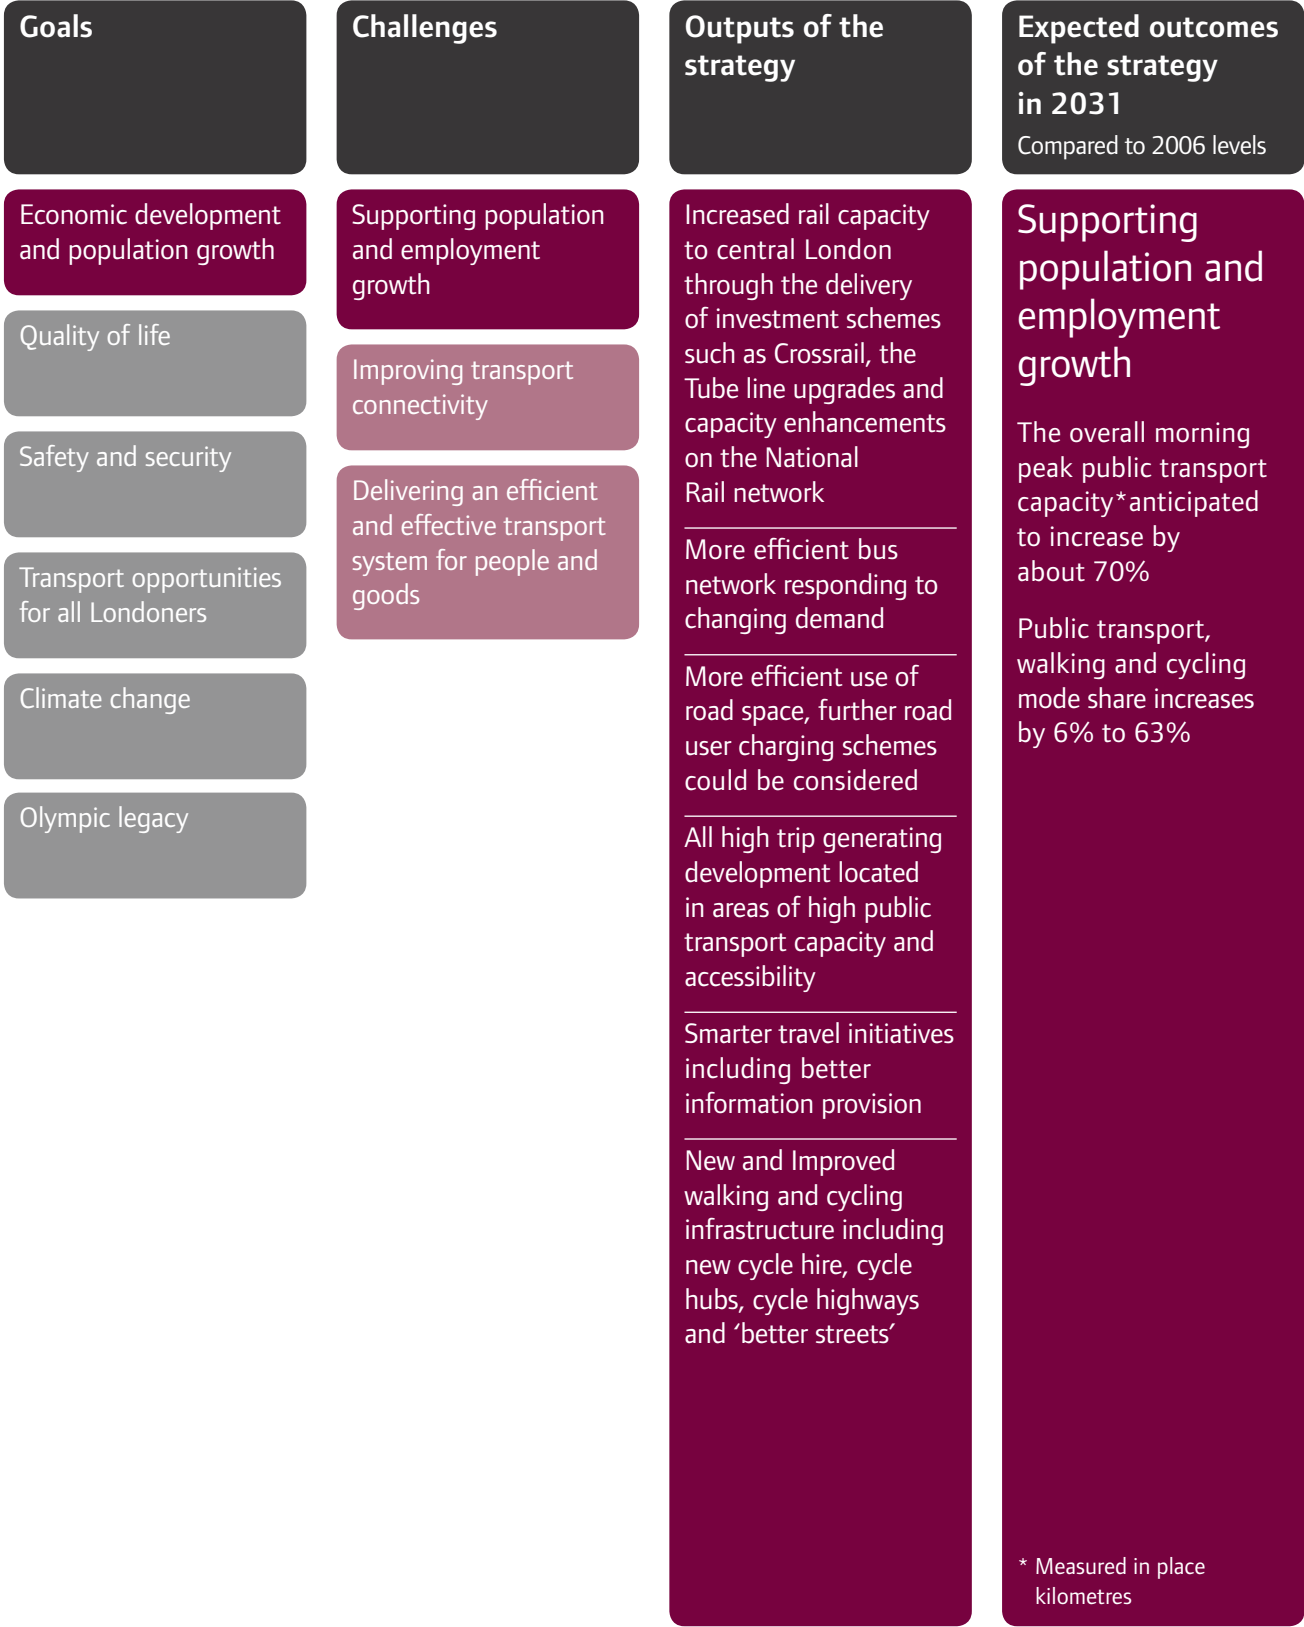 Goals
Economic development
and population growth
Quality of life
Safety and security
Transport opportunities
for all Londoners
Climate change
Olympic legacy
Challenges
Supporting population
and employment
growth
Improving transport
connectivity
Delivering an efficient
and effective transport
system for people and
goods
Outputs of the
strategy
Increased rail capacity
to central London
through the delivery
of investment schemes
such as Crossrail, the
Tube line upgrades and
capacity enhancements
on the National
Rail network
More efficient bus
network responding to
changing demand
More efficient use of
road space, further road
user charging schemes
could be considered
All high trip generating
development located
in areas of high public
transport capacity and
accessibility
Smarter travel initiatives
including better
information provision
New and Improved
walking and cycling
infrastructure including
new cycle hire, cycle
hubs, cycle highways
and ‘better streets’
Expected outcomes
of the strategy
in 2031
Compared to 2006 levels
Supporting
population and
employment
growth
The overall morning
peak public transport
capacity*anticipated
to increase by
about 70%
Public transport,
walking and cycling
mode share increases
by 6% to 63%
* Measured in place
kilometres